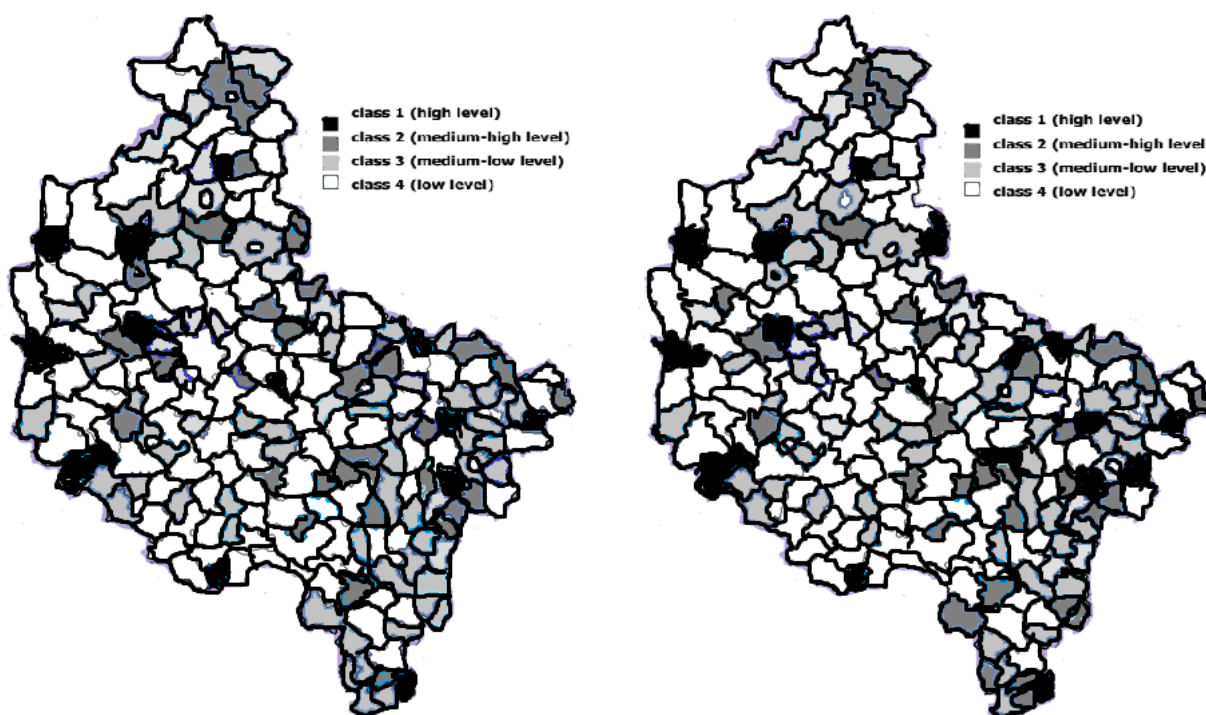 class 1 (high level)
class 2 (medium-high level)
class 3 (medium-low level)
class 4 (low level)
class 1 (high level)
class 2 (medium-high level
class 3 (medium-low level)
class 4 (low level)